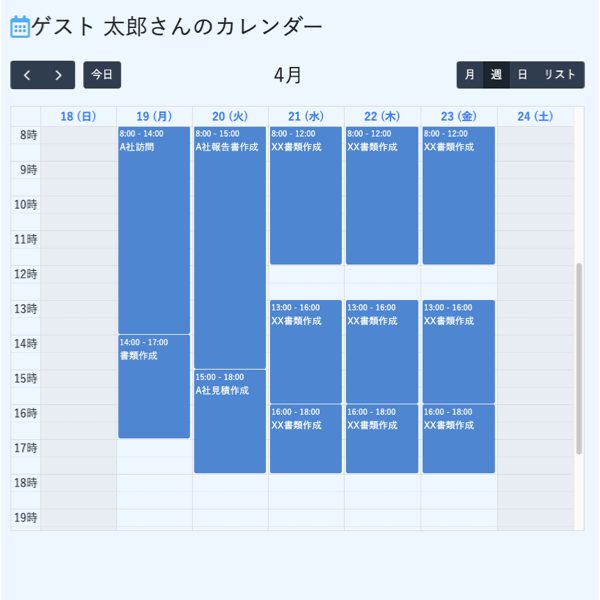 ゲスト 太郎さんのカレンダー
今日
4月
月 週 日 リスト
18 (日) 19 (月) 20 (火) 21 (水) 22 (木) 23 (金) 24 (土)
8時
9時
10時
11時
12時
13時
14時
15時
16時
17時
18時
19時
8:00 - 14:00
A社訪問
14:00 - 17:00
書類作成
8:00 - 15:00
A社報告書作成
15:00 - 18:00
A社見積作成
8:00 - 12:00
XX書類作成
13:00 - 16:00
XX書類作成
16:00 - 18:00
XX書類作成
8:00 - 12:00
XX書類作成
13:00 - 16:00
XX書類作成
16:00 - 18:00
XX書類作成
8:00 - 12:00
XX書類作成
13:00 - 16:00
XX書類作成
16:00 - 18:00
XX書類作成